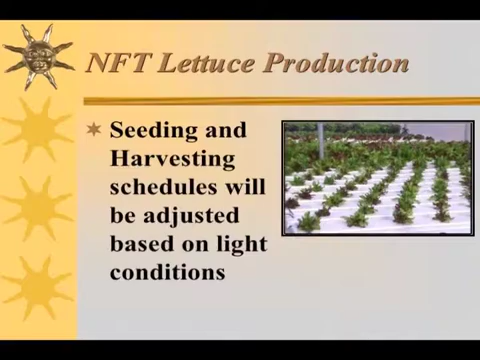 NFT Lettuce Production
Seeding and
Harvesting
schedules will
be adjusted
based on light
conditions